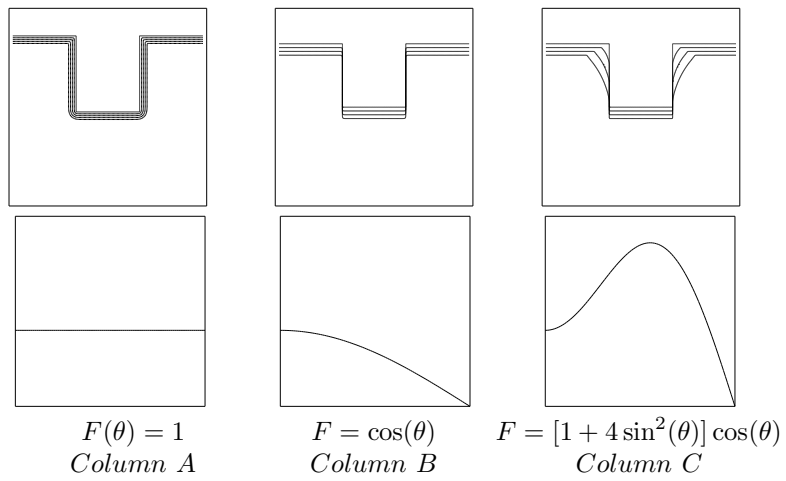 F(θ) = 1 F = cos(θ) F = [1 + 4 sin²(θ)] cos(θ)
Column A Column B Column C